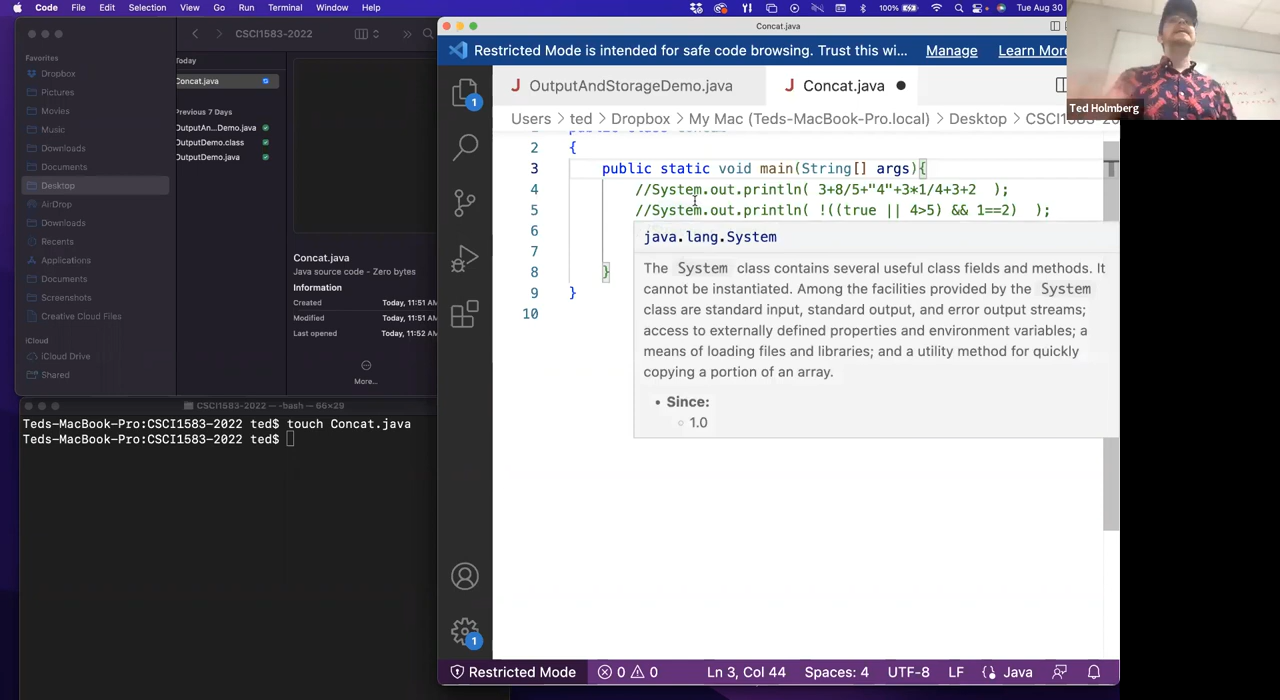 Code File Edit Selection View Go Run Terminal Window Help
100% Tue Aug 30
CSCI1583-2022
Favorites
Dropbox
Pictures
Movies
Music
Downloads
Documents
Desktop
AirDrop
Downloads
Recents
Applications
Documents
Screenshots
Creative Cloud Files
iCloud
iCloud Drive
Shared
Today
Concat.java
Previous 7 Days
OutputAn...Demo.java
OutputDemo.class
OutputDemo.java
Concat.java
Java source code - Zero bytes
Information
Created Today, 11:51 AM
Modified Today, 11:51 AM
Last opened Today, 11:52 AM
More...
CSCI1583-2022 — -bash — 66×29
Teds-MacBook-Pro:CSCI1583-2022 ted$ touch Concat.java
Teds-MacBook-Pro:CSCI1583-2022 ted$
Concat.java
Restricted Mode is intended for safe code browsing. Trust this wi... Manage Learn More
1
J OutputAndStorageDemo.java J Concat.java
Users ted Dropbox My Mac (Teds-MacBook-Pro.local) Desktop
2 {
3 public static void main(String[] args){
4 //System.out.println( 3+8/5+"4"+3*1/4+3+2 );
5 //System.out.println( !((true || 4>5) && 1==2) );
6
7
8 }
9 }
10
java.lang.System
The System class contains several useful class fields and methods. It
cannot be instantiated. Among the facilities provided by the System
class are standard input, standard output, and error output streams;
access to externally defined properties and environment variables; a
means of loading files and libraries; and a utility method for quickly
copying a portion of an array.
• Since:
○ 1.0
1
Restricted Mode 0 0 Ln 3, Col 44 Spaces: 4 UTF-8 LF {} Java
Ted Holmberg